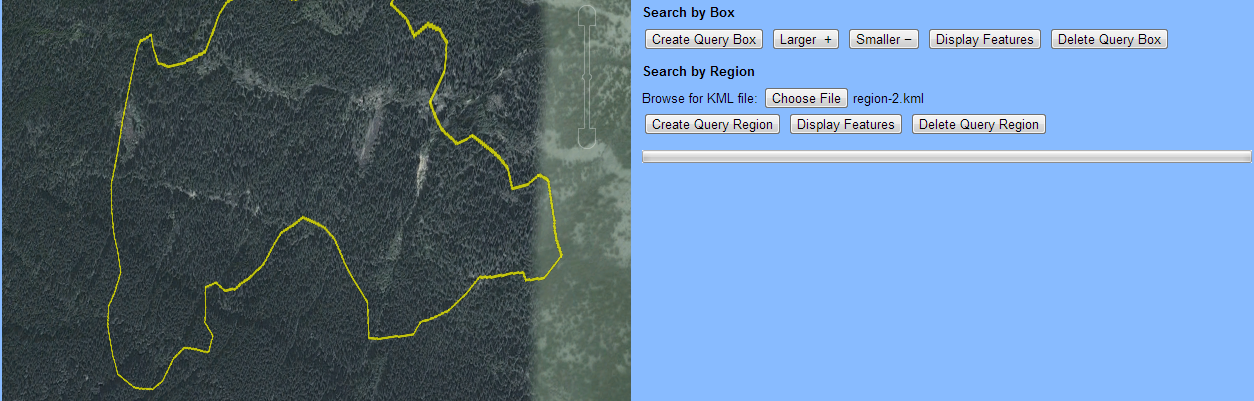 Search by Box
Create Query Box Larger + Smaller − Display Features Delete Query Box
Search by Region
Browse for KML file: Choose File region-2.kml
Create Query Region Display Features Delete Query Region